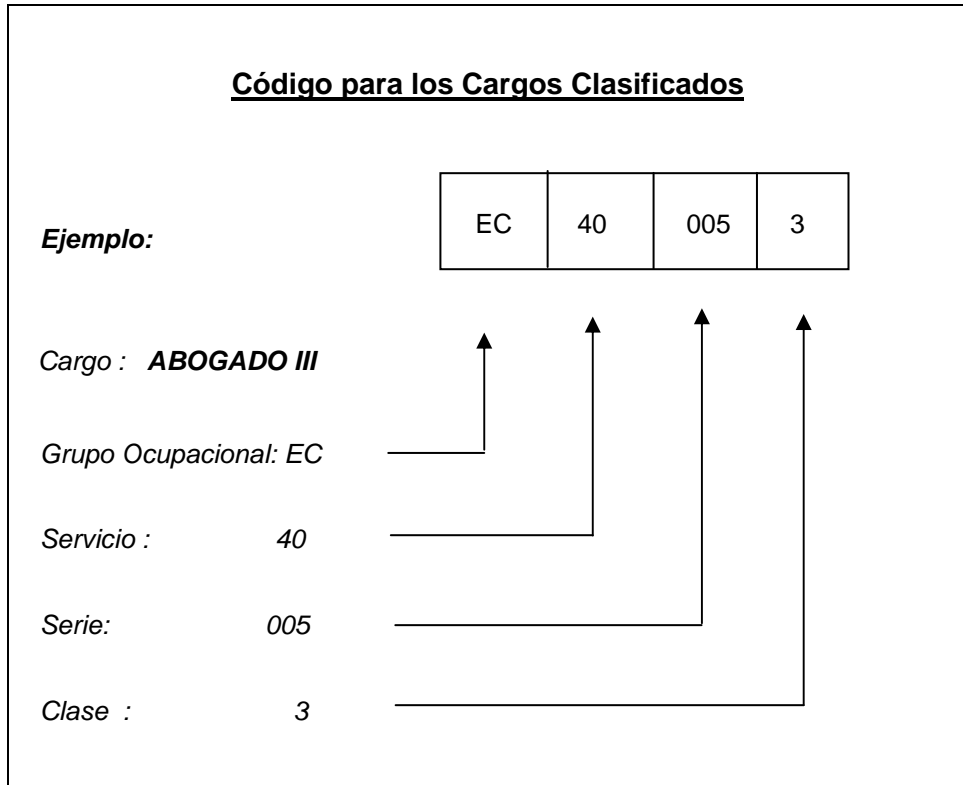 Código para los Cargos Clasificados
EC 40 005 3
Ejemplo:
Cargo : ABOGADO III
Grupo Ocupacional: EC
Servicio : 40
Serie: 005
Clase : 3